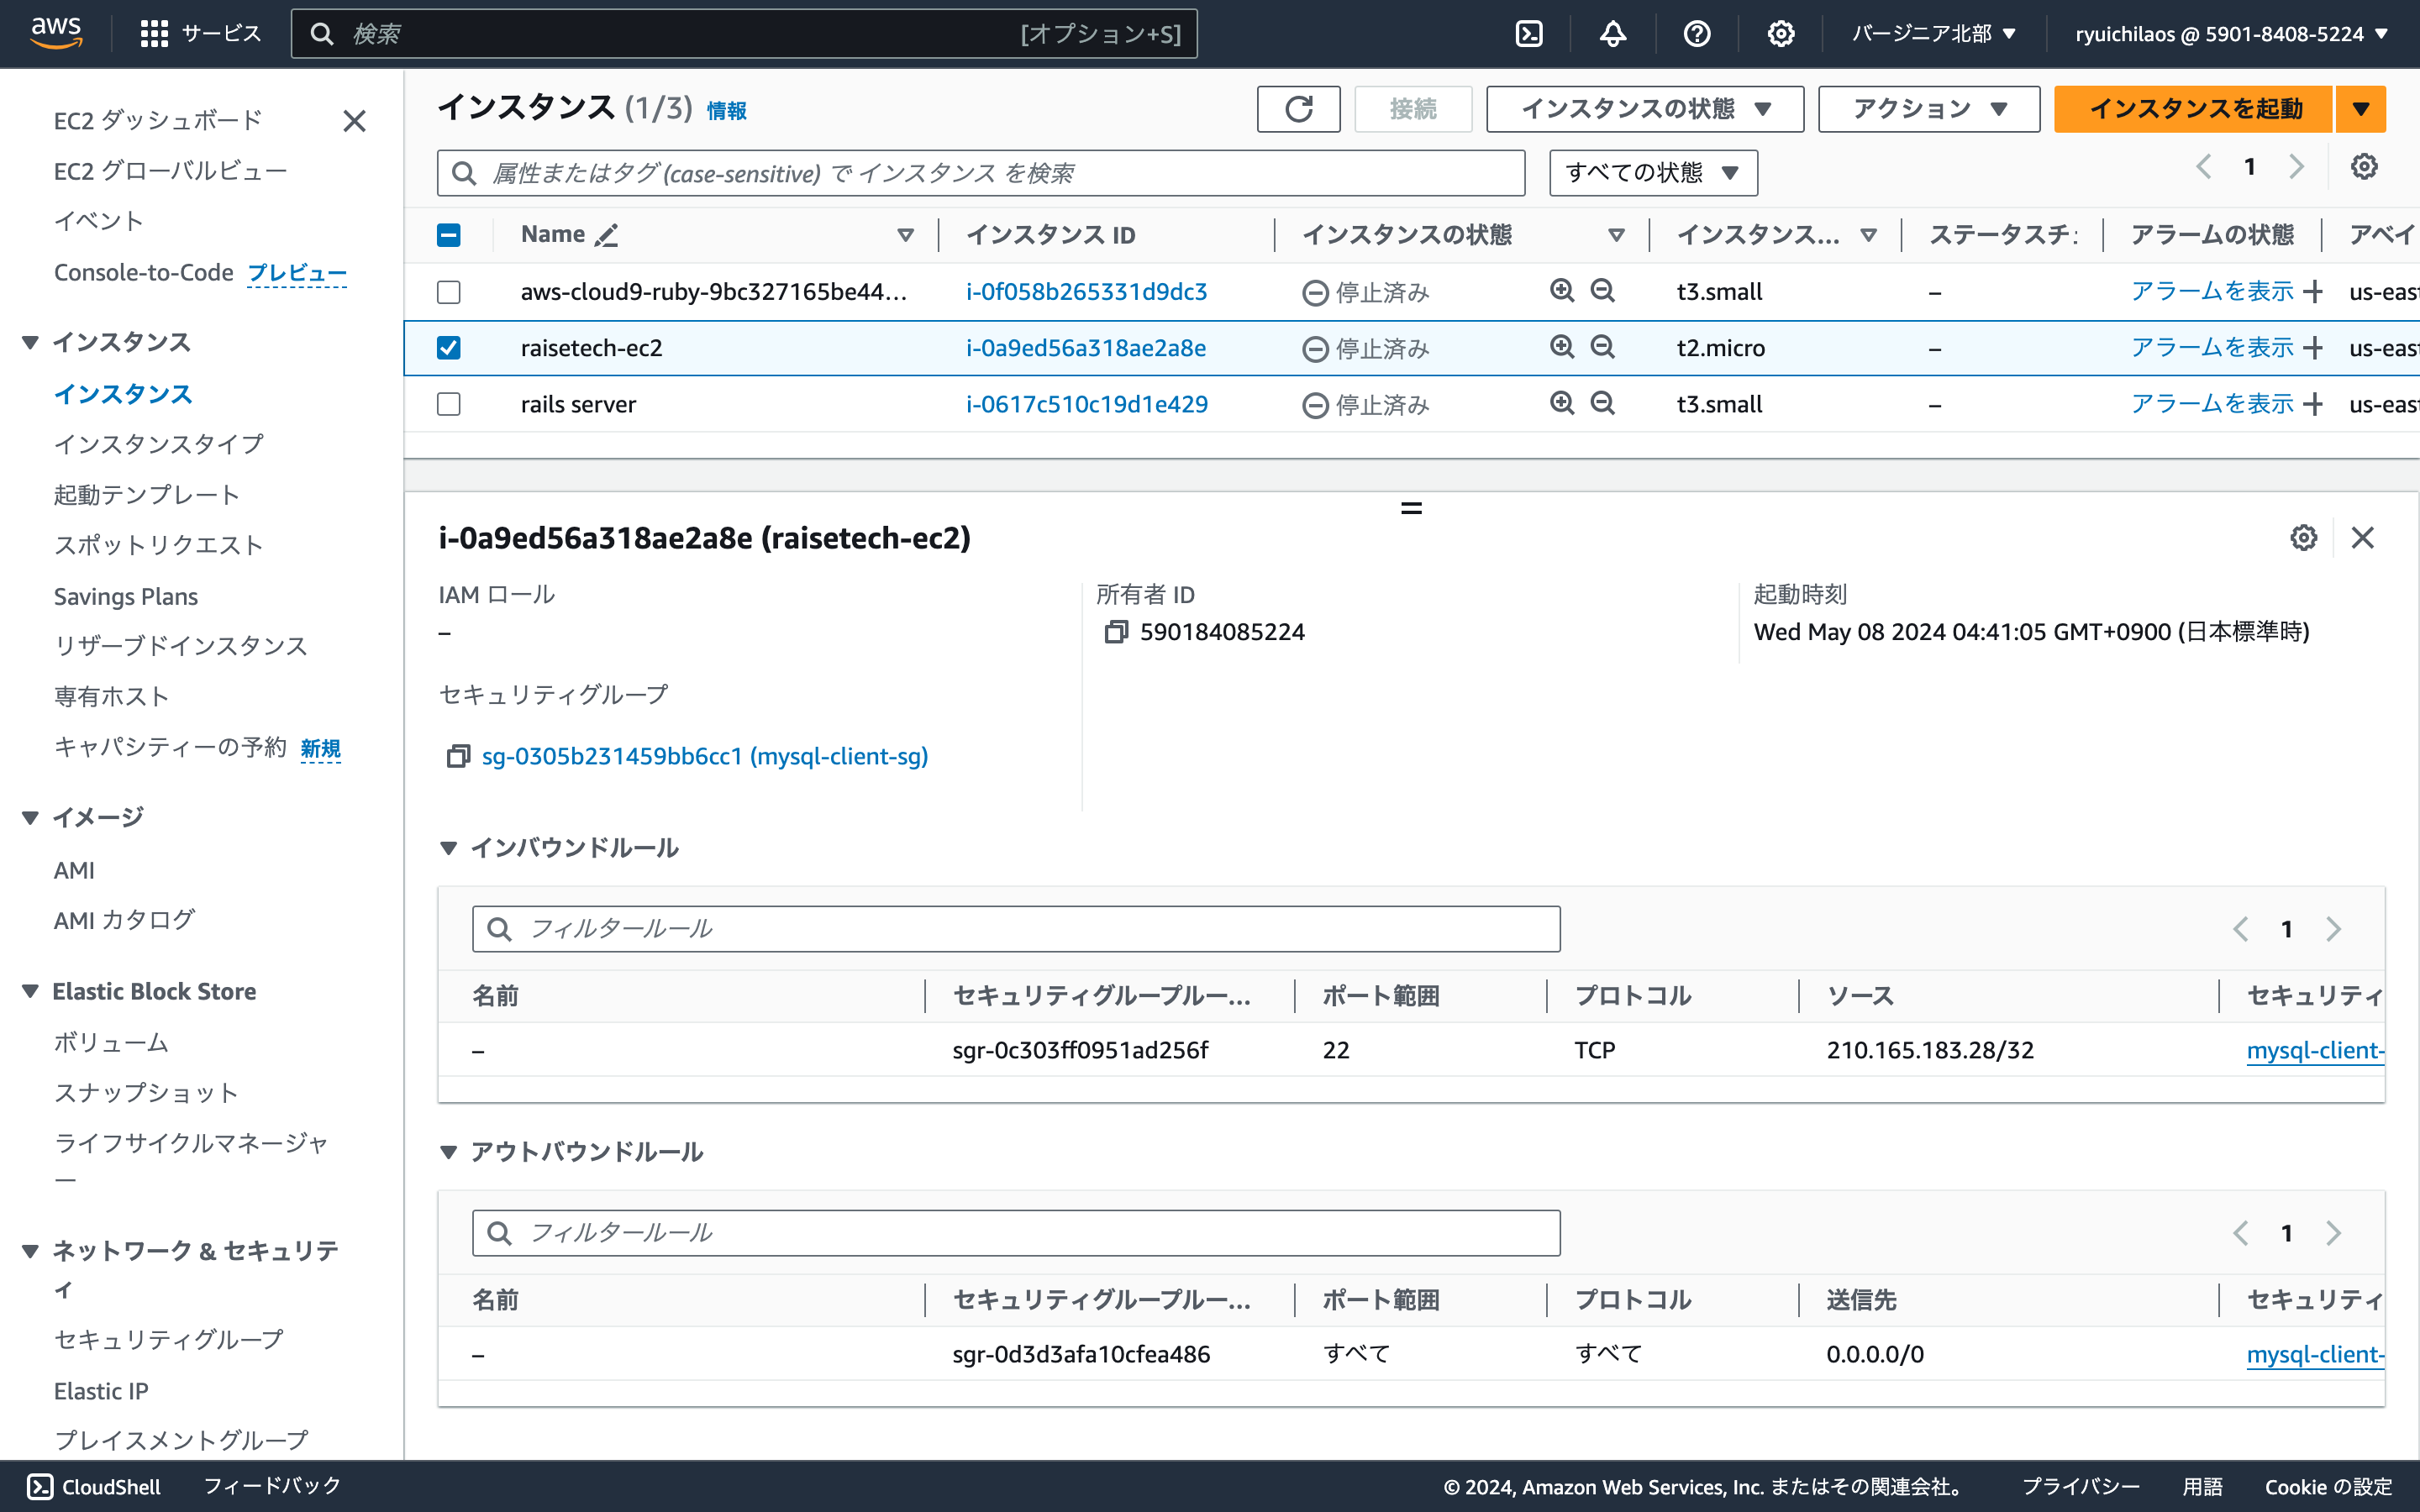 aws サービス 検索 [オプション+S] バージニア北部 ▼ ryuichilaos @ 5901-8408-5224 ▼
EC2 ダッシュボード
EC2 グローバルビュー
イベント
Console-to-Code プレビュー
インスタンス
インスタンス
インスタンスタイプ
起動テンプレート
スポットリクエスト
Savings Plans
リザーブドインスタンス
専有ホスト
キャパシティーの予約 新規
イメージ
AMI
AMI カタログ
Elastic Block Store
ボリューム
スナップショット
ライフサイクルマネージャ
ー
ネットワーク & セキュリテ
ィ
セキュリティグループ
Elastic IP
プレイスメントグループ
インスタンス (1/3) 情報 接続 インスタンスの状態 ▼ アクション ▼ インスタンスを起動 ▼
属性またはタグ (case-sensitive) で インスタンス を検索 すべての状態 ▼ 1
Name インスタンス ID インスタンスの状態 インスタンス... ステータスチ アラームの状態 アベイ
aws-cloud9-ruby-9bc327165be44... i-0f058b265331d9dc3 停止済み t3.small – アラームを表示 + us-east
raisetech-ec2 i-0a9ed56a318ae2a8e 停止済み t2.micro – アラームを表示 + us-east
rails server i-0617c510c19d1e429 停止済み t3.small – アラームを表示 + us-east
i-0a9ed56a318ae2a8e (raisetech-ec2)
IAM ロール 所有者 ID 起動時刻
– 590184085224 Wed May 08 2024 04:41:05 GMT+0900 (日本標準時)
セキュリティグループ
sg-0305b231459bb6cc1 (mysql-client-sg)
インバウンドルール
フィルタールール 1
名前 セキュリティグループルー... ポート範囲 プロトコル ソース セキュリティ
– sgr-0c303ff0951ad256f 22 TCP 210.165.183.28/32 mysql-client-
アウトバウンドルール
フィルタールール 1
名前 セキュリティグループルー... ポート範囲 プロトコル 送信先 セキュリティ
– sgr-0d3d3afa10cfea486 すべて すべて 0.0.0.0/0 mysql-client-
CloudShell フィードバック © 2024, Amazon Web Services, Inc. またはその関連会社。 プライバシー 用語 Cookie の設定